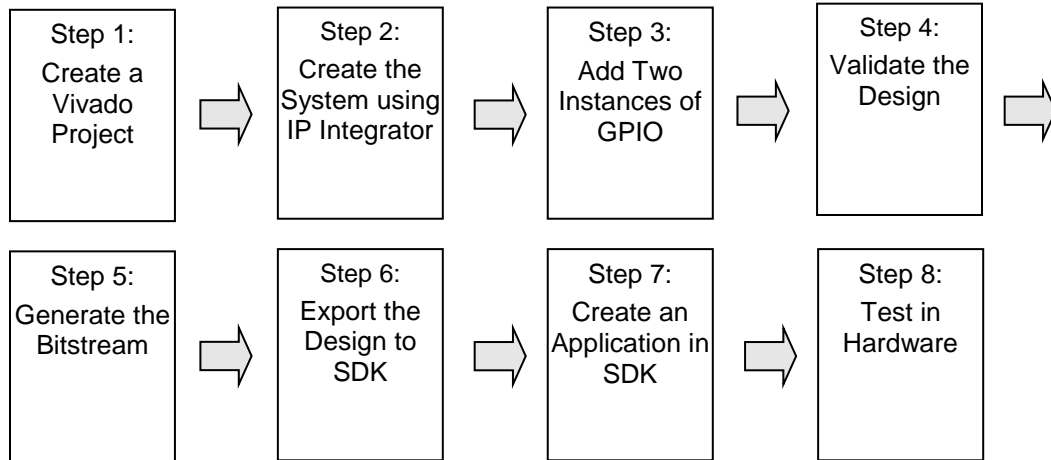 Step 1:
Create a
Vivado
Project
Step 2:
Create the
System using
IP Integrator
Step 3:
Add Two
Instances of
GPIO
Step 4:
Validate the
Design
Step 5:
Generate the
Bitstream
Step 6:
Export the
Design to
SDK
Step 7:
Create an
Application in
SDK
Step 8:
Test in
Hardware